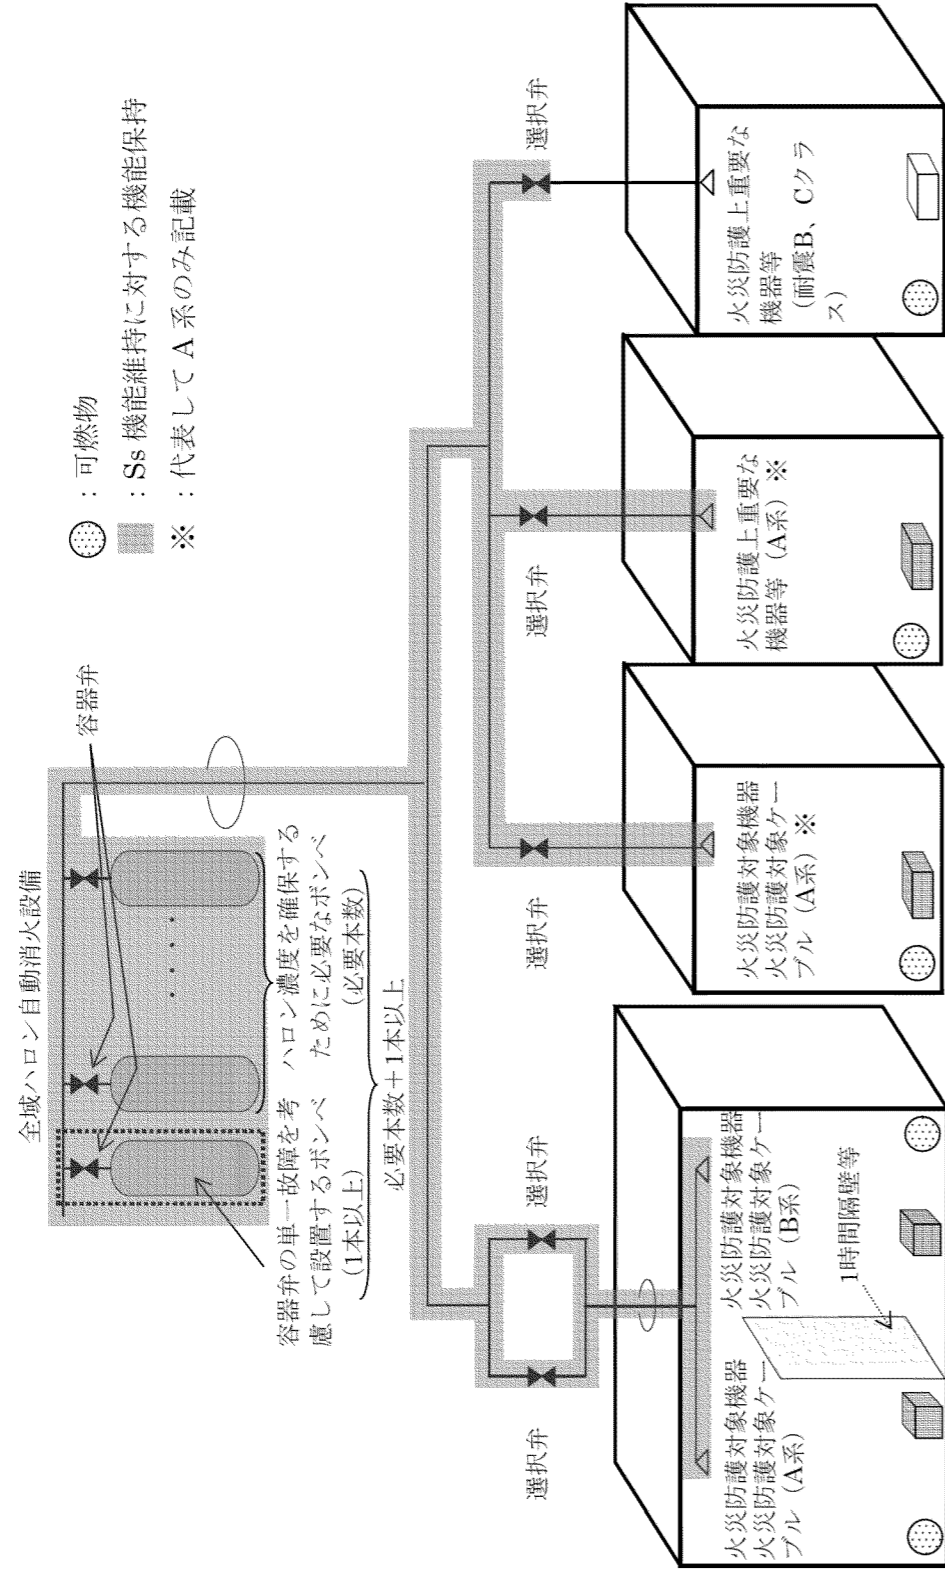 全域ハロン自動消火設備
容器弁
：可燃物
：Ss 機能維持に対する機能保持
※：代表して A 系のみ記載
容器弁の単一故障を考
慮して設置するボンベ
（1本以上）
ハロン濃度を確保する
ために必要なボンベ
（必要本数）
必要本数＋1本以上
選択弁
選択弁
選択弁
選択弁
選択弁
火災防護対象機器
火災防護対象ケー
ブル（A系）
火災防護対象機器
火災防護対象ケー
ブル（B系）
1時間隔壁等
火災防護対象機器
火災防護対象ケー
ブル（A系）※
火災防護上重要な
機器等（A系）※
火災防護上重要な
機器等
（耐震B、Cクラ
ス）